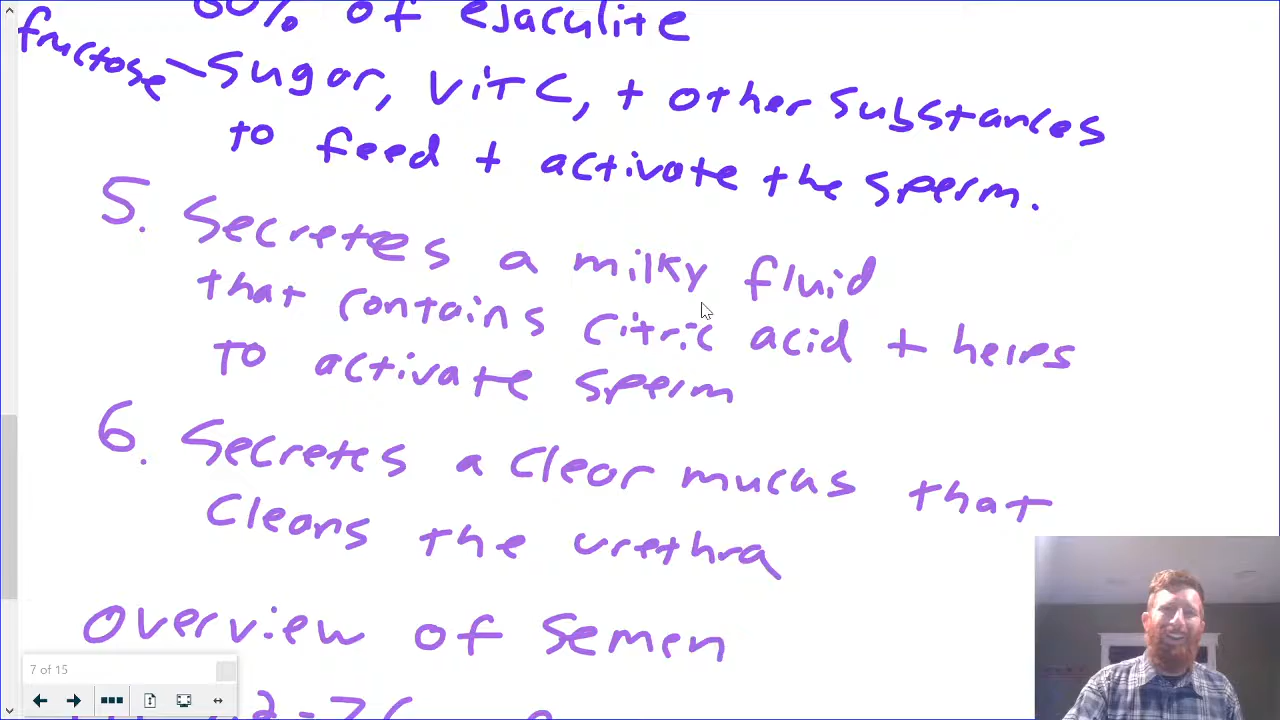 60% of ejaculite
fructose - sugar, VIT C, + other substances
to feed + activate the sperm.
5. Secretes a milky fluid
that contains citric acid + helps
to activate sperm
6. Secretes a clear mucus that
cleans the urethra
overview of semen
7 of 15